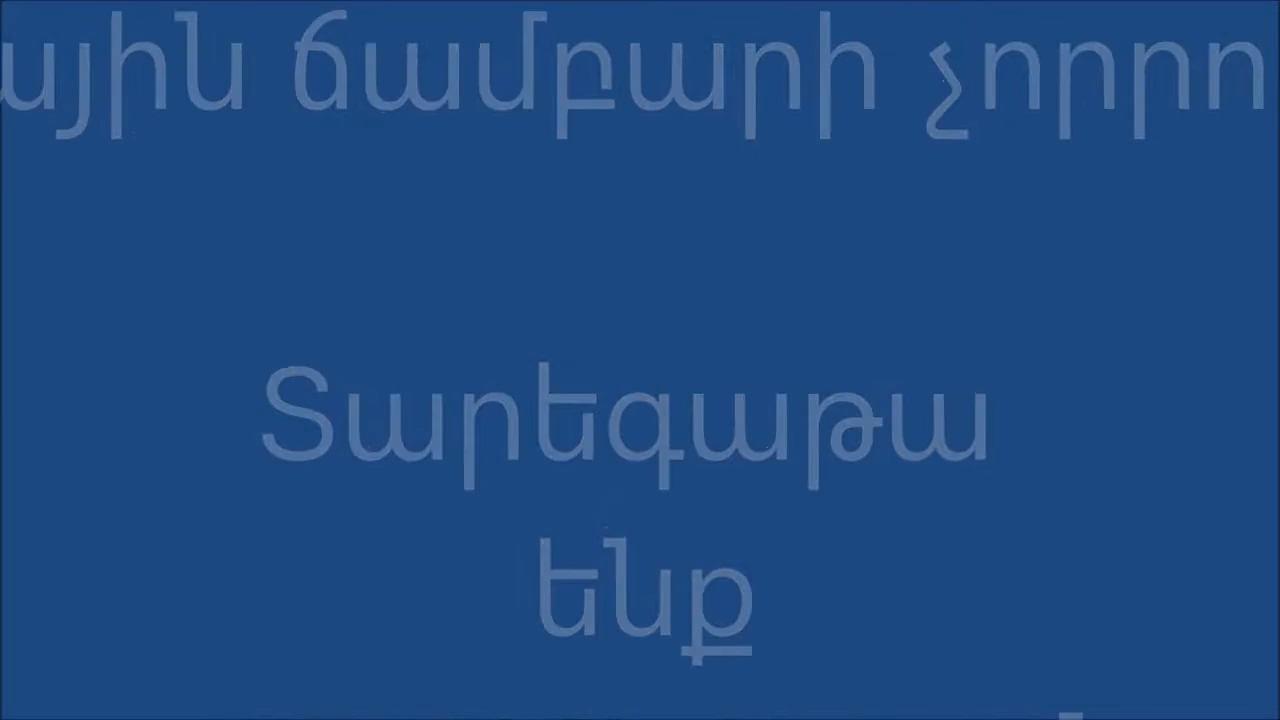 ային ճամբարի չորրո
Տարեգաթա
ենք